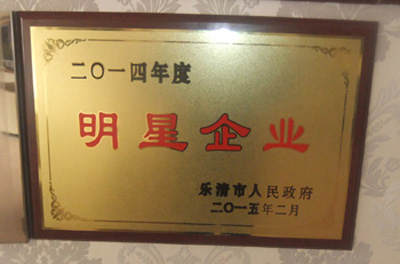 二〇一四年度
明星企业
乐清市人民政府
二〇一五年二月